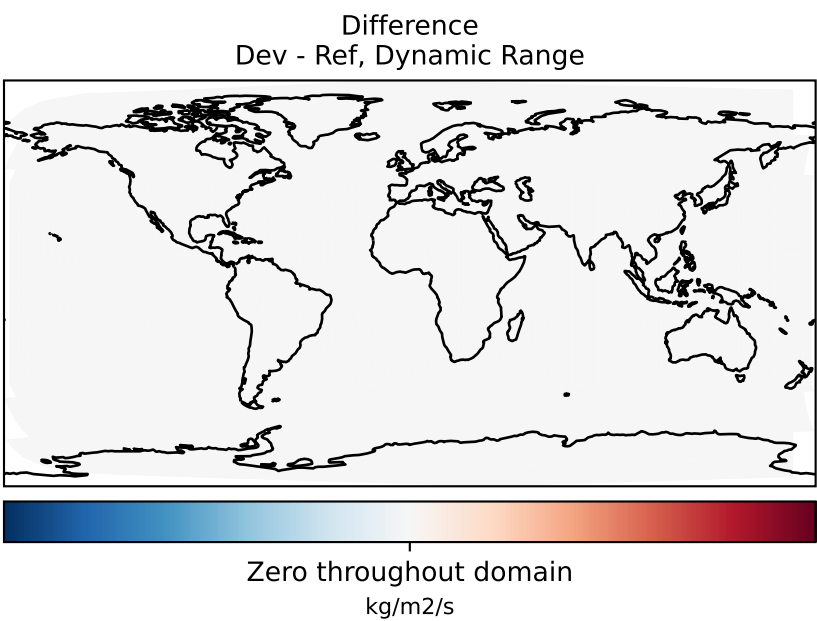 Difference
Dev - Ref, Dynamic Range
Zero throughout domain
kg/m2/s